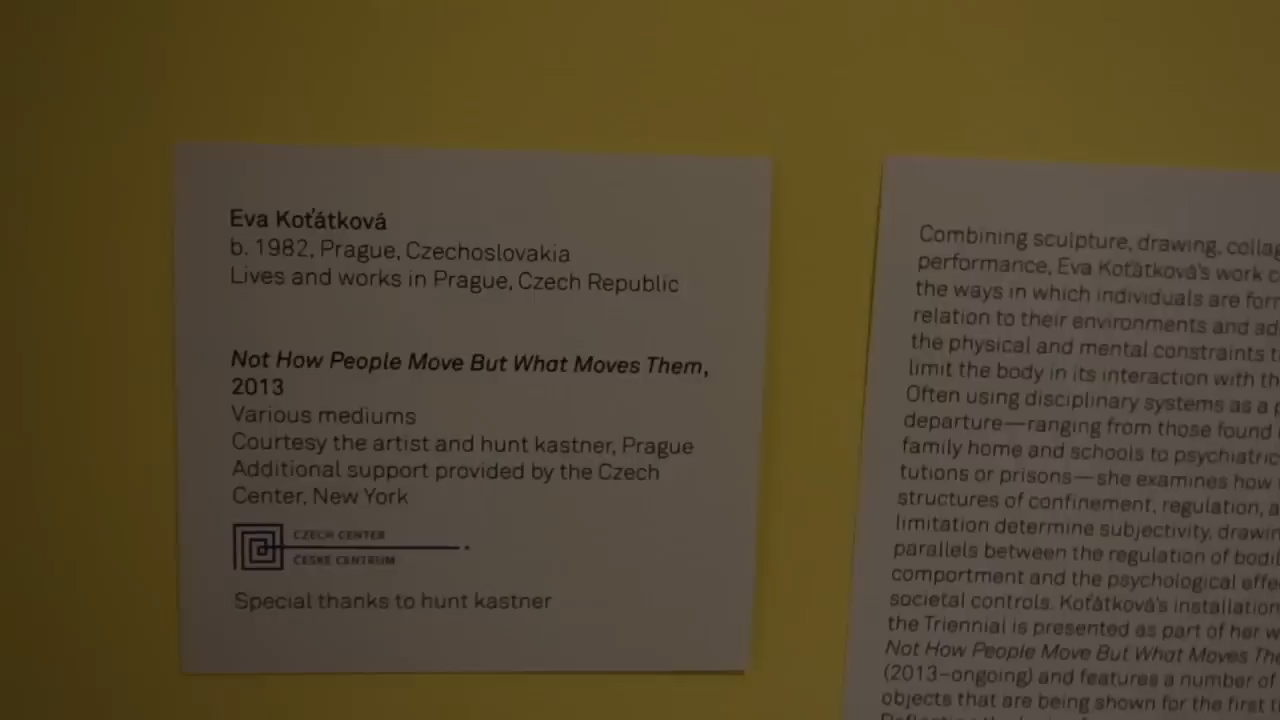 Eva Koťátková
b. 1982, Prague, Czechoslovakia
Lives and works in Prague, Czech Republic
Not How People Move But What Moves Them,
2013
Various mediums
Courtesy the artist and hunt kastner, Prague
Additional support provided by the Czech
Center, New York
CZECH CENTER
ČESKÉ CENTRUM
Special thanks to hunt kastner
Combining sculpture, drawing,
performance, Eva Koťátková's work
the ways in which individuals are
relation to their environments and
the physical and mental constraints
limit the body in its interaction with
Often using disciplinary systems as a
departure—ranging from those found
family home and schools to psychiatric
tutions or prisons—she examines how
structures of confinement, regulation,
limitation determine subjectivity,
parallels between the regulation of
comportment and the psychological
societal controls. Koťátková's installation
the Triennial is presented as part of her
Not How People Move But What Moves
(2013–ongoing) and features a number of
objects that are being shown for the first